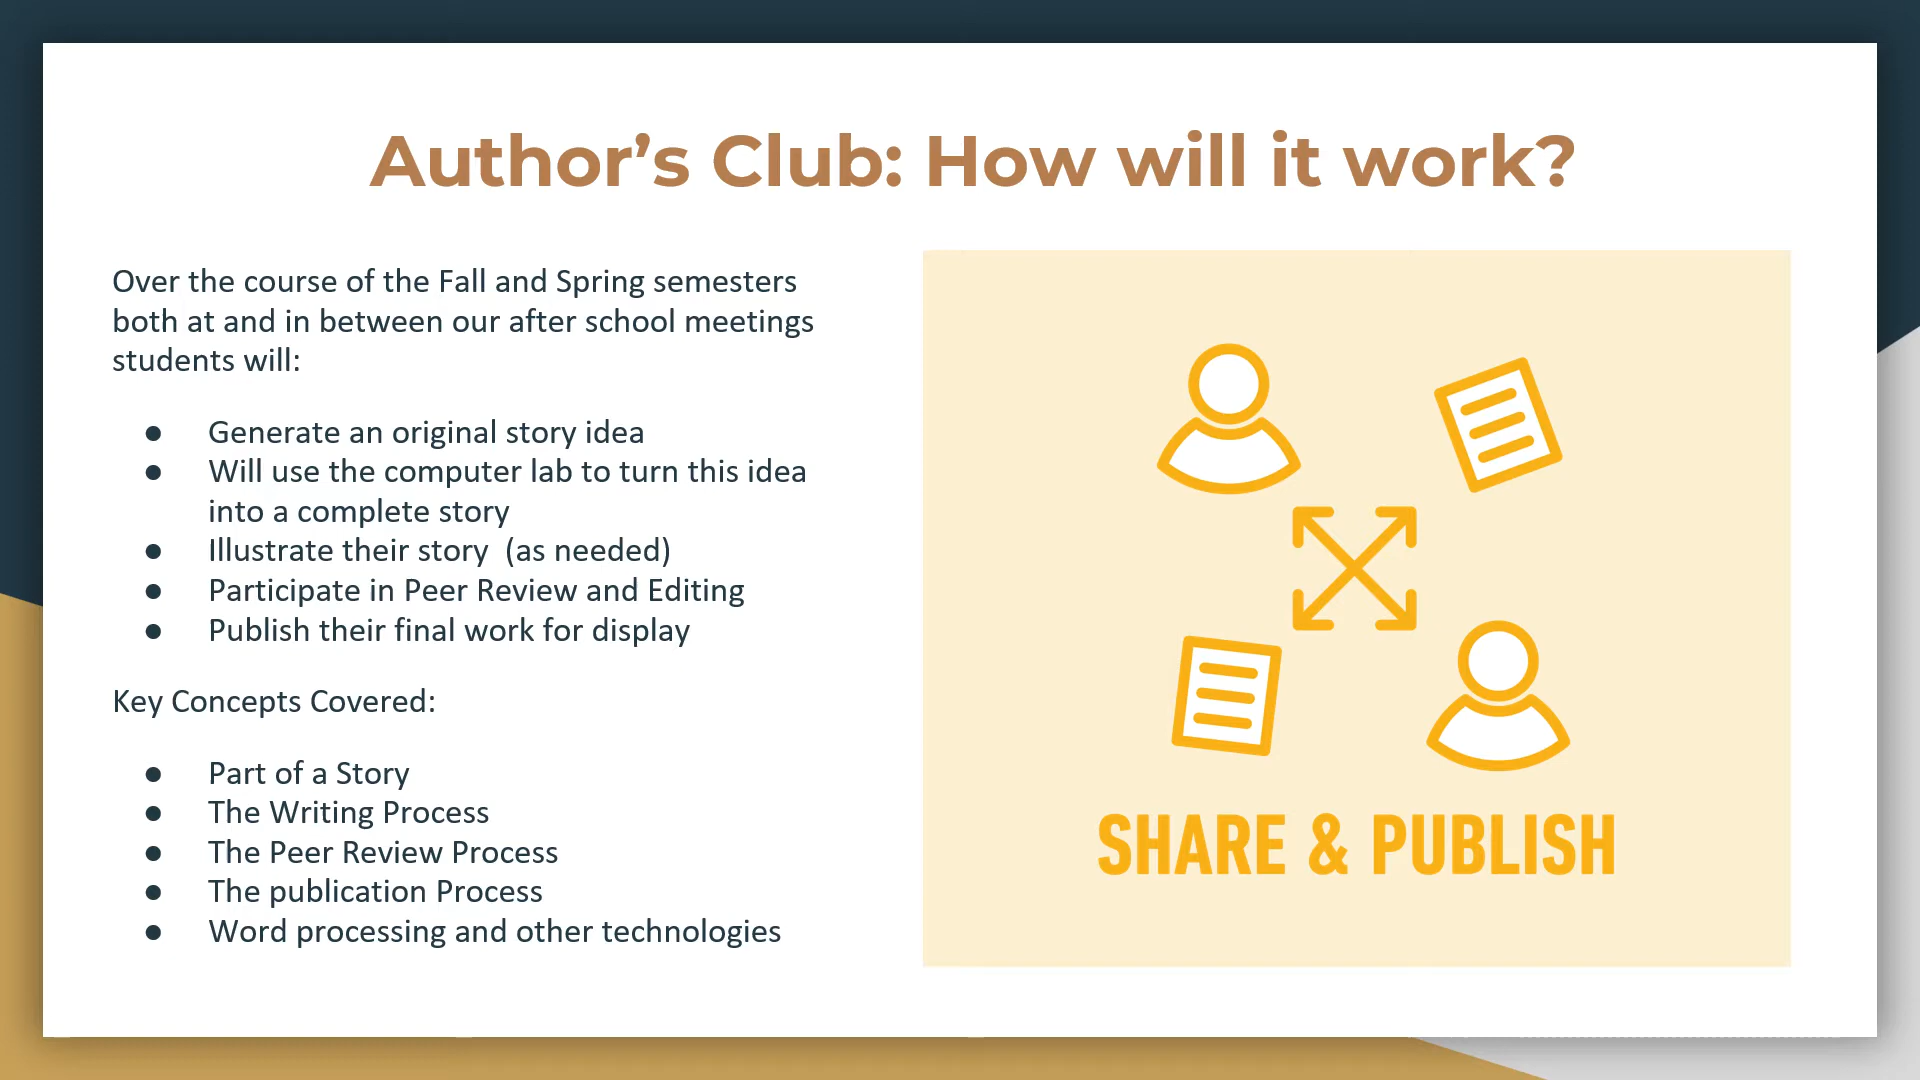 Author’s Club: How will it work?
Over the course of the Fall and Spring semesters
both at and in between our after school meetings
students will:
● Generate an original story idea
● Will use the computer lab to turn this idea
into a complete story
● Illustrate their story  (as needed)
● Participate in Peer Review and Editing
● Publish their final work for display
Key Concepts Covered:
● Part of a Story
● The Writing Process
● The Peer Review Process
● The publication Process
● Word processing and other technologies
SHARE & PUBLISH